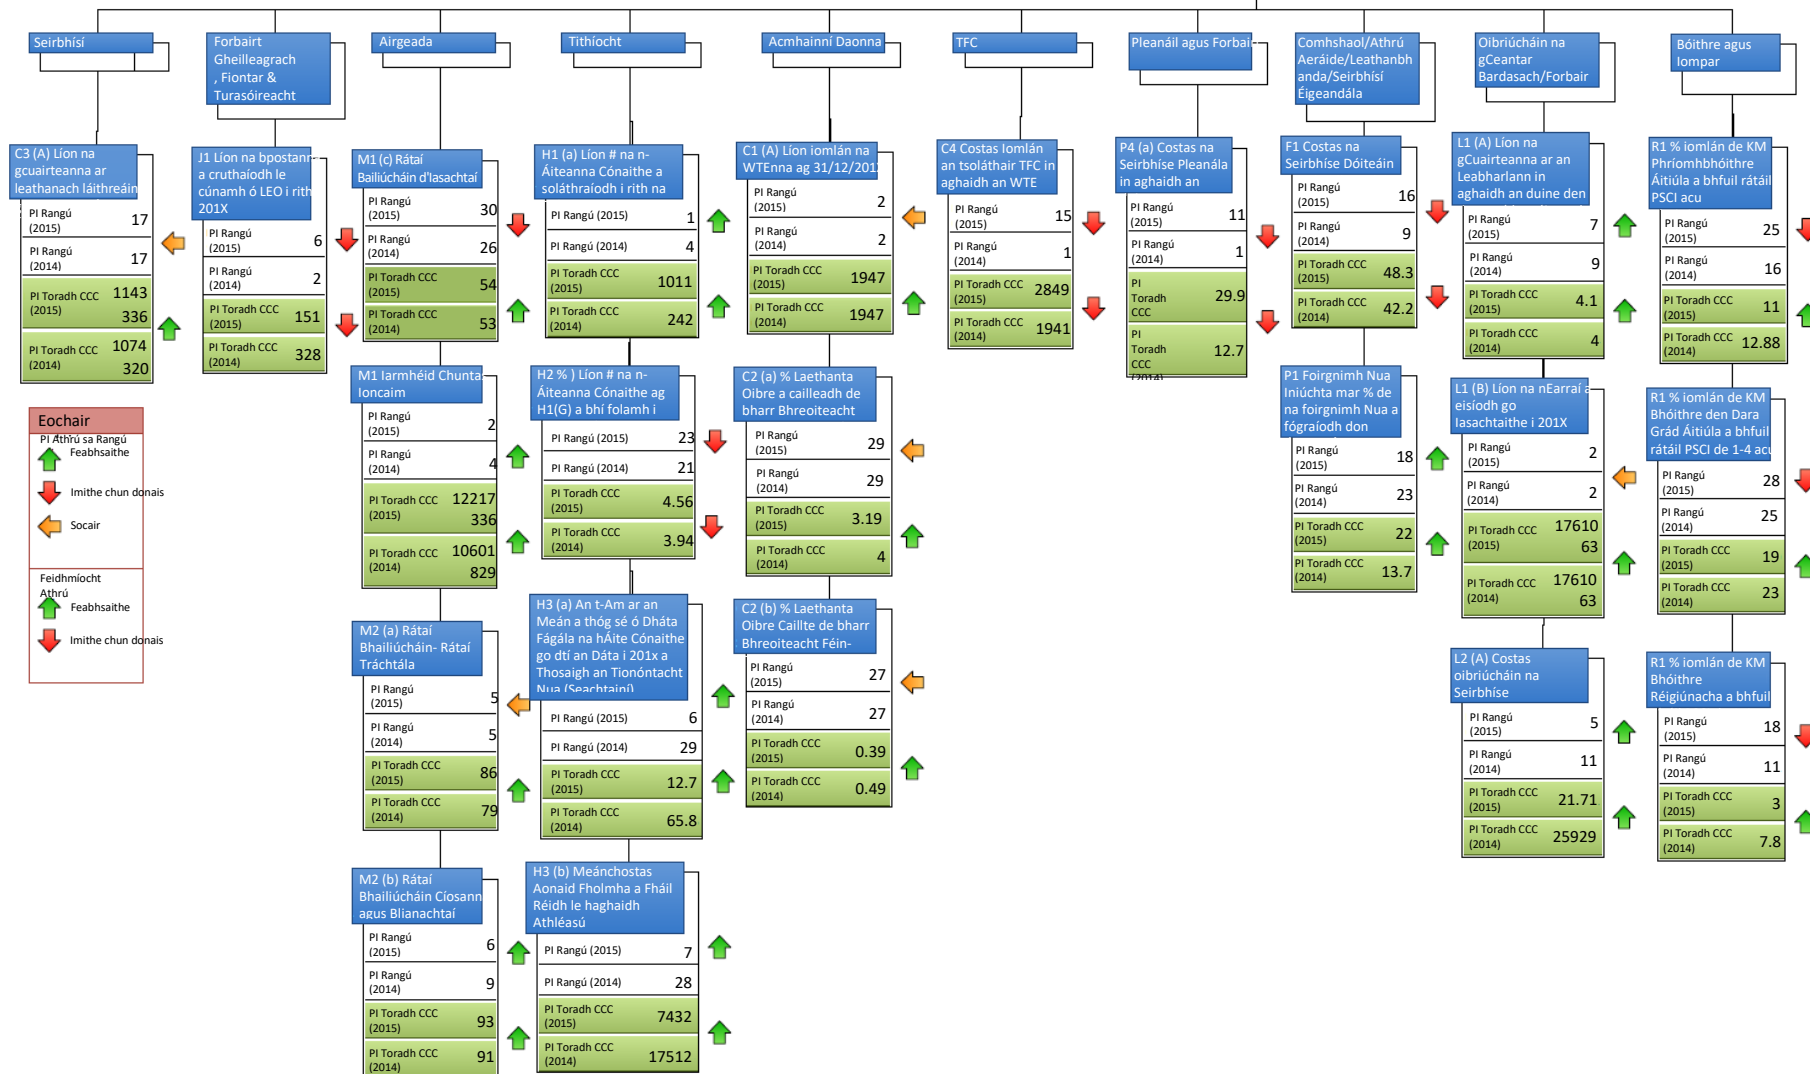 Seirbhísí
Forbairt
Gheilleagrach
, Fiontar &
Turasóireacht
Airgeada
Tithíocht
Acmhainní Daonna
TFC
Pleanáil agus Forbair
Comhshaol/Athrú
Aeráide/Leathanbh
anda/Seirbhísí
Éigeandála
Oibriúcháin na
gCeantar
Bardasach/Forbair
Bóithre agus
Iompar
C3 (A) Líon na
gcuairteanna ar
leathanach láithreáin
PI Rangú
(2015)
17
PI Rangú
(2014)
17
PI Toradh CCC
(2015)
1143
336
PI Toradh CCC
(2014)
1074
320
Eochair
PI Athrú sa Rangú
Feabhsaithe
Imithe chun donais
Socair
Feidhmíocht
Athrú
Feabhsaithe
Imithe chun donais
J1 Líon na bpostanna
a cruthaíodh le
cúnamh ó LEO i rith
201X
PI Rangú
(2015)
6
PI Rangú
(2014)
2
PI Toradh CCC
(2015)
151
PI Toradh CCC
(2014)
328
M1 (c) Rátaí
Bailiúcháin d'Iasachtaí
PI Rangú
(2015)
30
PI Rangú
(2014)
26
PI Toradh CCC
(2015)
54
PI Toradh CCC
(2014)
53
M1 Iarmhéid Chuntas
Ioncaim
PI Rangú
(2015)
2
PI Rangú
(2014)
4
PI Toradh CCC
(2015)
12217
336
PI Toradh CCC
(2014)
10601
829
M2 (a) Rátaí
Bhailiúcháin- Rátaí
Tráchtála
PI Rangú
(2015)
5
PI Rangú
(2014)
5
PI Toradh CCC
(2015)
86
PI Toradh CCC
(2014)
79
M2 (b) Rátaí
Bhailiúcháin Cíosann
agus Blianachtaí
PI Rangú
(2015)
6
PI Rangú
(2014)
9
PI Toradh CCC
(2015)
93
PI Toradh CCC
(2014)
91
H1 (a) Líon # na n-
Áiteanna Cónaithe a
soláthraíodh i rith na
PI Rangú (2015)
1
PI Rangú (2014)
4
PI Toradh CCC
(2015)
1011
PI Toradh CCC
(2014)
242
H2 % ) Líon # na n-
Áiteanna Cónaithe ag
H1(G) a bhí folamh i
PI Rangú (2015)
23
PI Rangú (2014)
21
PI Toradh CCC
(2015)
4.56
PI Toradh CCC
(2014)
3.94
H3 (a) An t-Am ar an
Meán a thóg sé ó Dháta
Fágála na hÁite Cónaithe
go dtí an Dáta i 201x a
Thosaigh an Tionóntacht
Nua (Seachtainí)
PI Rangú (2015)
6
PI Rangú (2014)
29
PI Toradh CCC
(2015)
12.7
PI Toradh CCC
(2014)
65.8
H3 (b) Meánchostas
Aonaid Fholmha a Fháil
Réidh le haghaidh
Athléasú
PI Rangú (2015)
7
PI Rangú (2014)
28
PI Toradh CCC
(2015)
7432
PI Toradh CCC
(2014)
17512
C1 (A) Líon iomlán na
WTEnna ag 31/12/201
PI Rangú
(2015)
2
PI Rangú
(2014)
2
PI Toradh CCC
(2015)
1947
PI Toradh CCC
(2014)
1947
C2 (a) % Laethanta
Oibre a cailleadh de
bharr Bhreoiteacht
PI Rangú
(2015)
29
PI Rangú
(2014)
29
PI Toradh CCC
(2015)
3.19
PI Toradh CCC
(2014)
4
C2 (b) % Laethanta
Oibre Caillte de bharr
Bhreoiteacht Féin-
PI Rangú
(2015)
27
PI Rangú
(2014)
27
PI Toradh CCC
(2015)
0.39
PI Toradh CCC
(2014)
0.49
C4 Costas Iomlán
an tsoláthair TFC in
aghaidh an WTE
PI Rangú
(2015)
15
PI Rangú
(2014)
1
PI Toradh CCC
(2015)
2849
PI Toradh CCC
(2014)
1941
P4 (a) Costas na
Seirbhíse Pleanála
in aghaidh an
PI Rangú
(2015)
11
PI Rangú
(2014)
1
PI
Toradh
CCC
29.9
PI
Toradh
CCC
(2014)
12.7
F1 Costas na
Seirbhíse Dóiteáin
PI Rangú
(2015)
16
PI Rangú
(2014)
9
PI Toradh CCC
(2015)
48.3
PI Toradh CCC
(2014)
42.2
P1 Foirgnimh Nua
Iniúchta mar % de
na foirgnimh Nua a
fógraíodh don
PI Rangú
(2015)
18
PI Rangú
(2014)
23
PI Toradh CCC
(2015)
22
PI Toradh CCC
(2014)
13.7
L1 (A) Líon na
gCuairteanna ar an
Leabharlann in
aghaidh an duine den
PI Rangú
(2015)
7
PI Rangú
(2014)
9
PI Toradh CCC
(2015)
4.1
PI Toradh CCC
(2014)
4
L1 (B) Líon na nEarraí a
eisíodh go
Iasachtaithe i 201X
PI Rangú
(2015)
2
PI Rangú
(2014)
2
PI Toradh CCC
(2015)
17610
63
PI Toradh CCC
(2014)
17610
63
L2 (A) Costas
oibriúcháin na
Seirbhíse
PI Rangú
(2015)
5
PI Rangú
(2014)
11
PI Toradh CCC
(2015)
21.71
PI Toradh CCC
(2014)
25929
R1 % iomlán de KM
Phríomhbhóithre
Áitiúla a bhfuil rátáil
PSCI acu
PI Rangú
(2015)
25
PI Rangú
(2014)
16
PI Toradh CCC
(2015)
11
PI Toradh CCC
(2014)
12.88
R1 % iomlán de KM
Bhóithre den Dara
Grád Áitiúla a bhfuil
rátáil PSCI de 1-4 acu
PI Rangú
(2015)
28
PI Rangú
(2014)
25
PI Toradh CCC
(2015)
19
PI Toradh CCC
(2014)
23
R1 % iomlán de KM
Bhóithre
Réigiúnacha a bhfuil
PI Rangú
(2015)
18
PI Rangú
(2014)
11
PI Toradh CCC
(2015)
3
PI Toradh CCC
(2014)
7.8